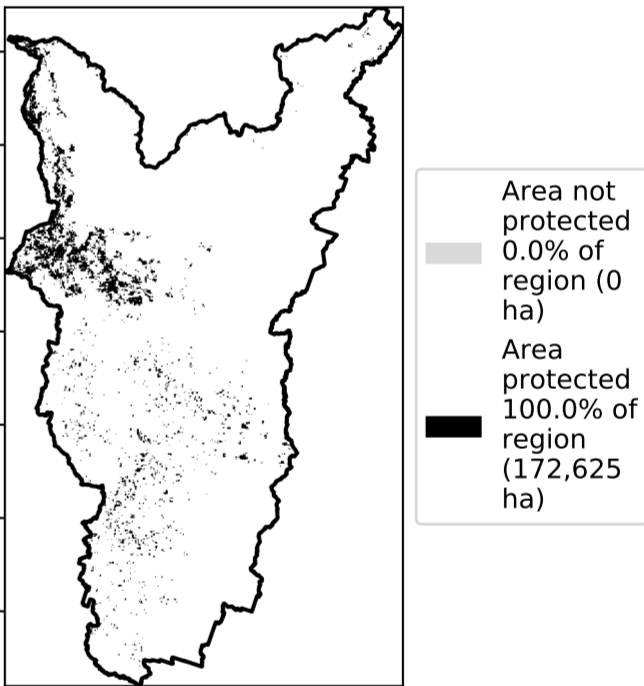 Area not
protected
0.0% of
region (0
ha)
Area
protected
100.0% of
region
(172,625
ha)